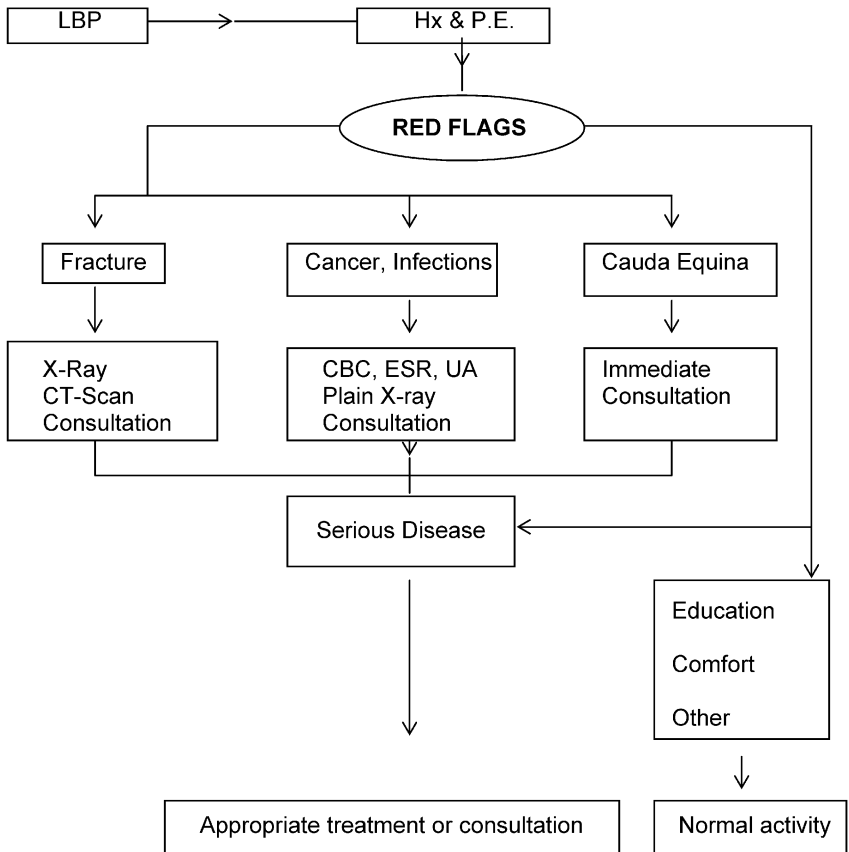 LBP
Hx & P.E.
RED FLAGS
Fracture
Cancer, Infections
Cauda Equina
X-Ray
CT-Scan
Consultation
CBC, ESR, UA
Plain X-ray
Consultation
Immediate
Consultation
Serious Disease
Education
Comfort
Other
Appropriate treatment or consultation
Normal activity